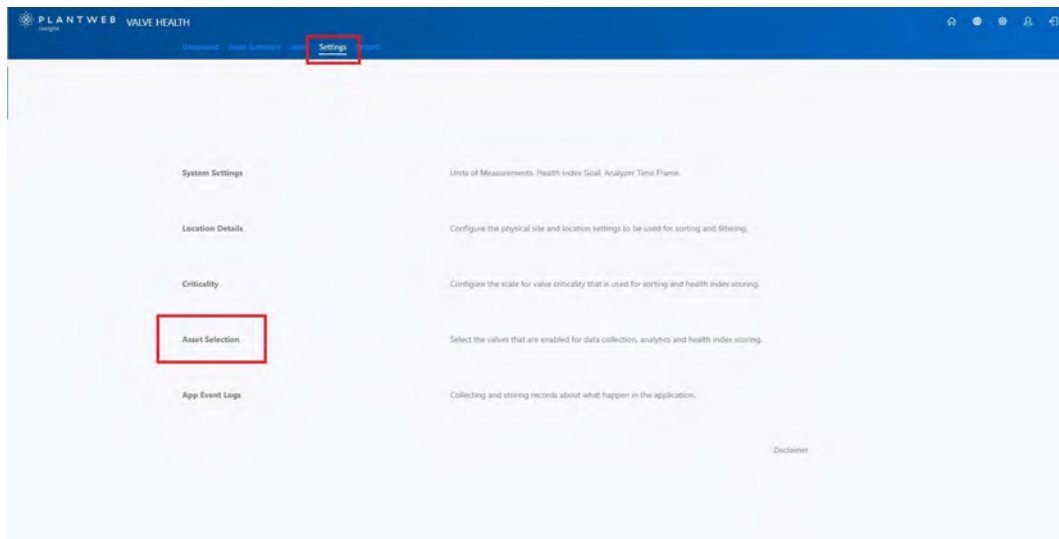 PLANTWEB VALVE HEALTH
insight
Dashboard Asset Summary Settings
System Settings Units of Measurements, Health Index Goal, Analyzer Time Frame.
Location Details Configure the physical site and location settings to be used for sorting and filtering.
Criticality Configure the scale for valve criticality that is used for sorting and health index scoring.
Asset Selection Select the valves that are enabled for data collection, analytics and health index scoring.
App Event Logs Collecting and storing records about what happen in the application.
Disclaimer